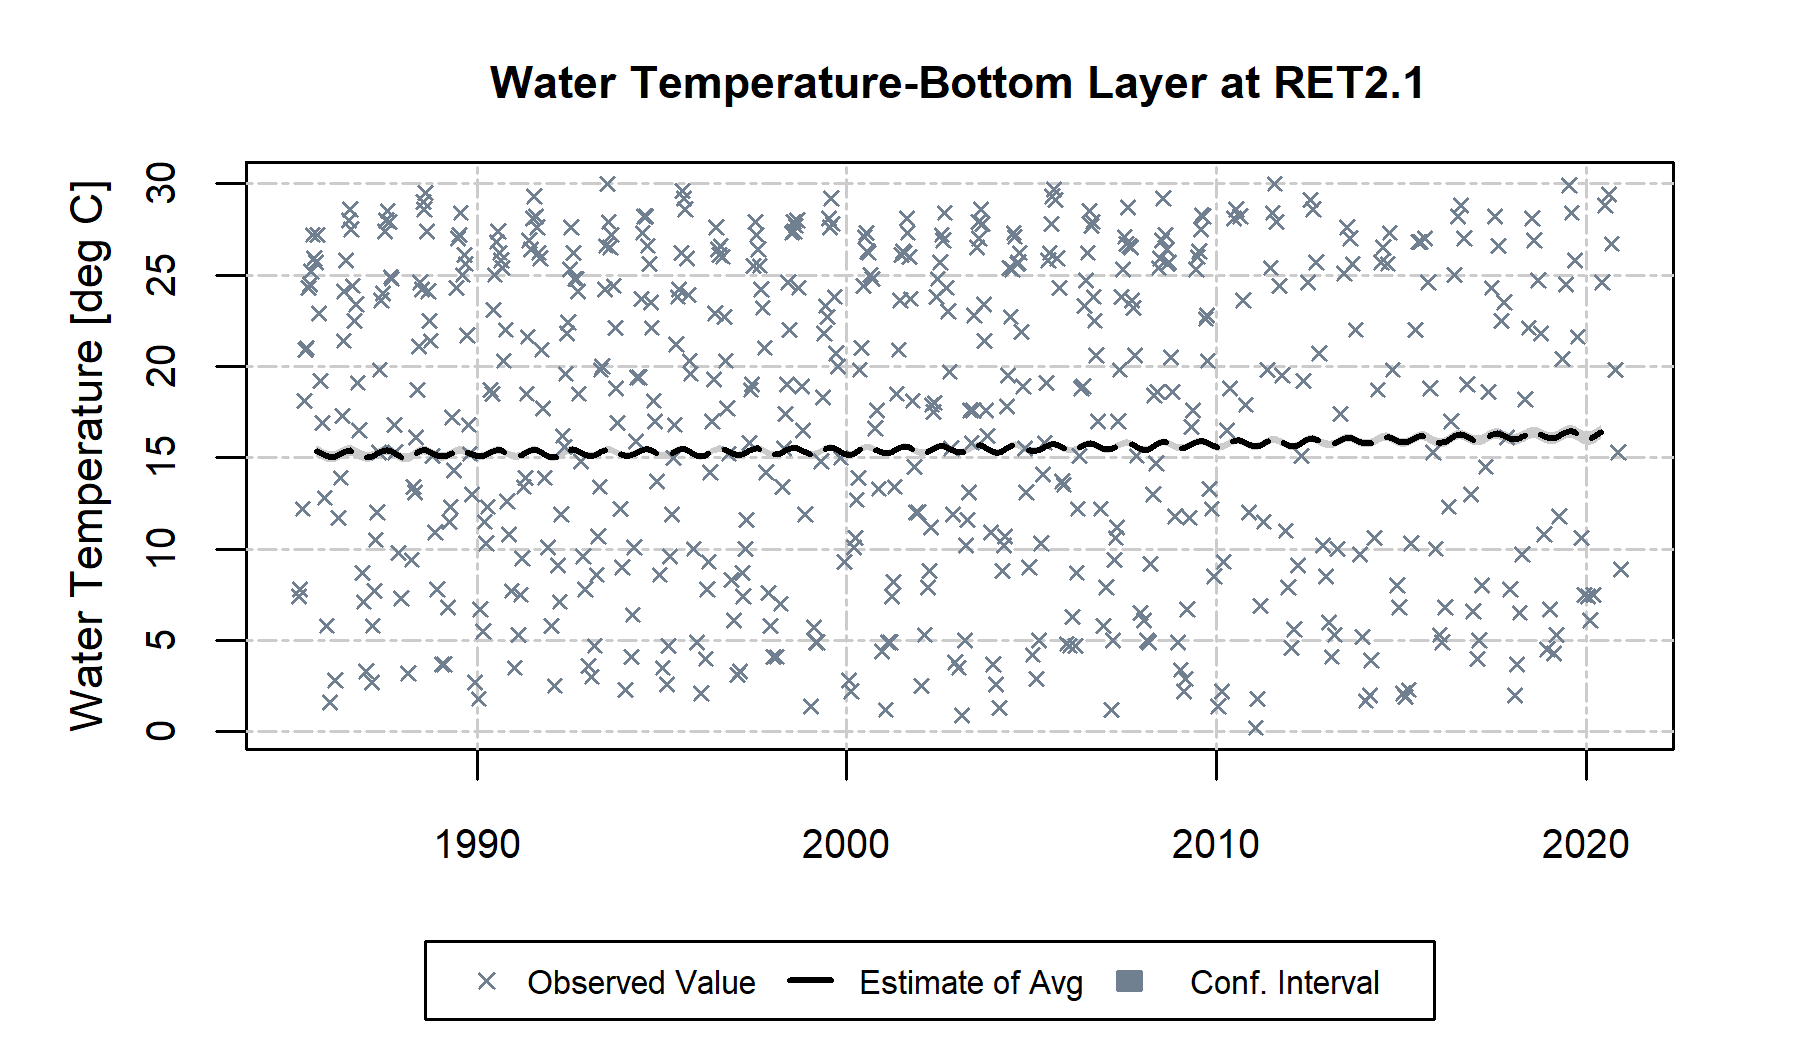 Water Temperature-Bottom Layer at RET2.1
Water Temperature [deg C]
30
25
20
15
10
5
0
1990 2000 2010 2020
Observed Value Estimate of Avg Conf. Interval